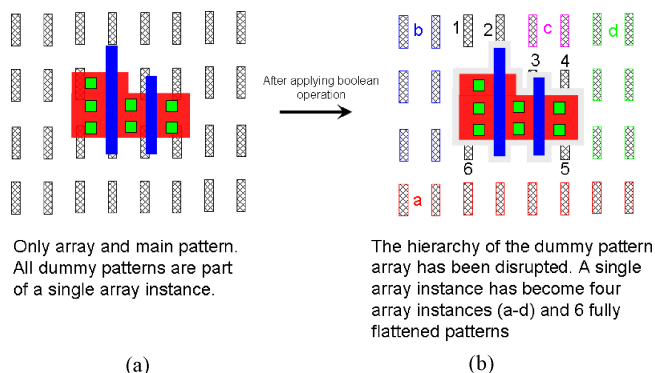 b
1
2
c
d
3
4
After applying boolean
operation
6
5
a
Only array and main pattern.
All dummy patterns are part
of a single array instance.
The hierarchy of the dummy pattern
array has been disrupted. A single
array instance has become four
array instances (a-d) and 6 fully
flattened patterns
(a)
(b)